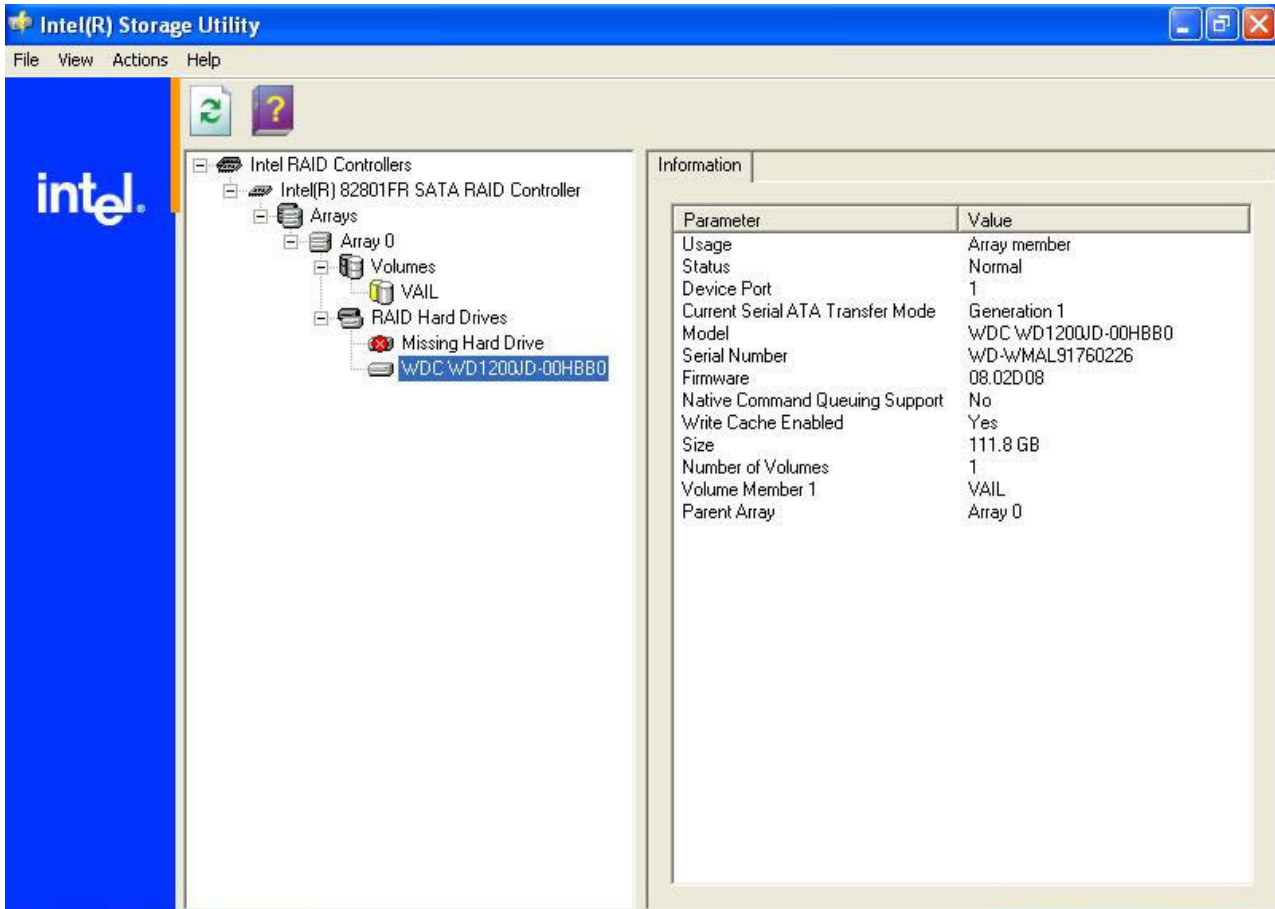 Intel(R) Storage Utility
File View Actions Help
intel.
?
Intel RAID Controllers
Intel(R) 82801FR SATA RAID Controller
Arrays
Array 0
Volumes
VAIL
RAID Hard Drives
Missing Hard Drive
WDC WD1200JD-00HBB0
Information
Parameter Value
Usage Array member
Status Normal
Device Port 1
Current Serial ATA Transfer Mode Generation 1
Model WDC WD1200JD-00HBB0
Serial Number WD-WMAL91760226
Firmware 08.02D08
Native Command Queuing Support No
Write Cache Enabled Yes
Size 111.8 GB
Number of Volumes 1
Volume Member 1 VAIL
Parent Array Array 0